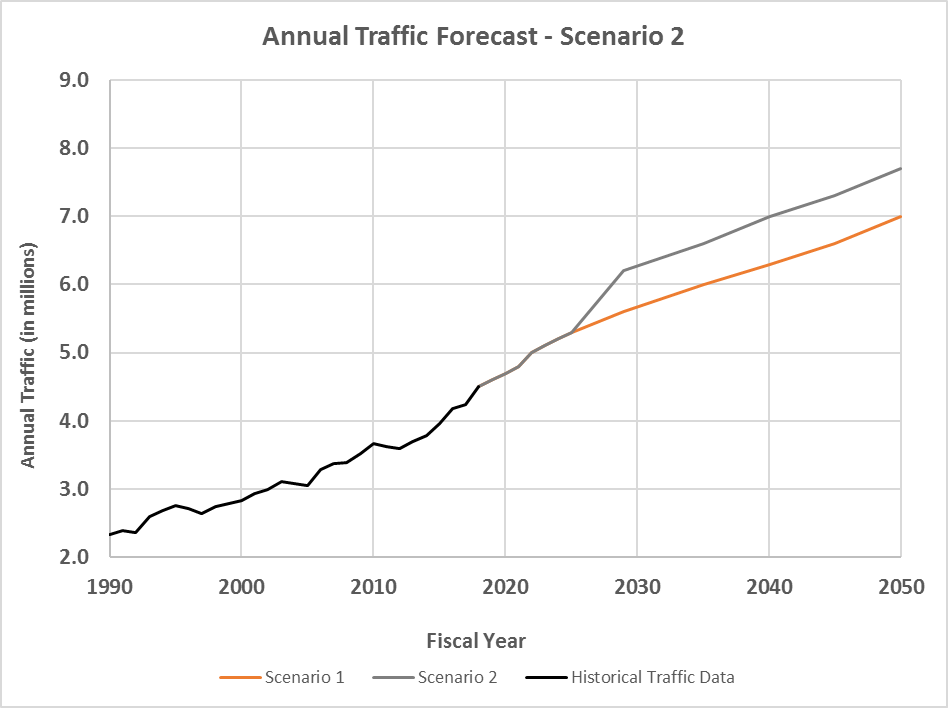 Annual Traffic Forecast - Scenario 2
9.0
8.0
7.0
6.0
5.0
4.0
3.0
2.0
Annual Traffic (in millions)
1990 2000 2010 2020 2030 2040 2050
Fiscal Year
Scenario 1 Scenario 2 Historical Traffic Data